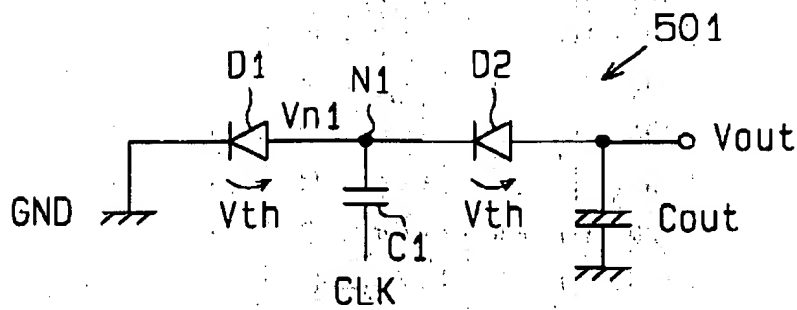 501
D1
N1
D2
Vn1
Vout
GND
Vth
Vth
C1
Cout
CLK